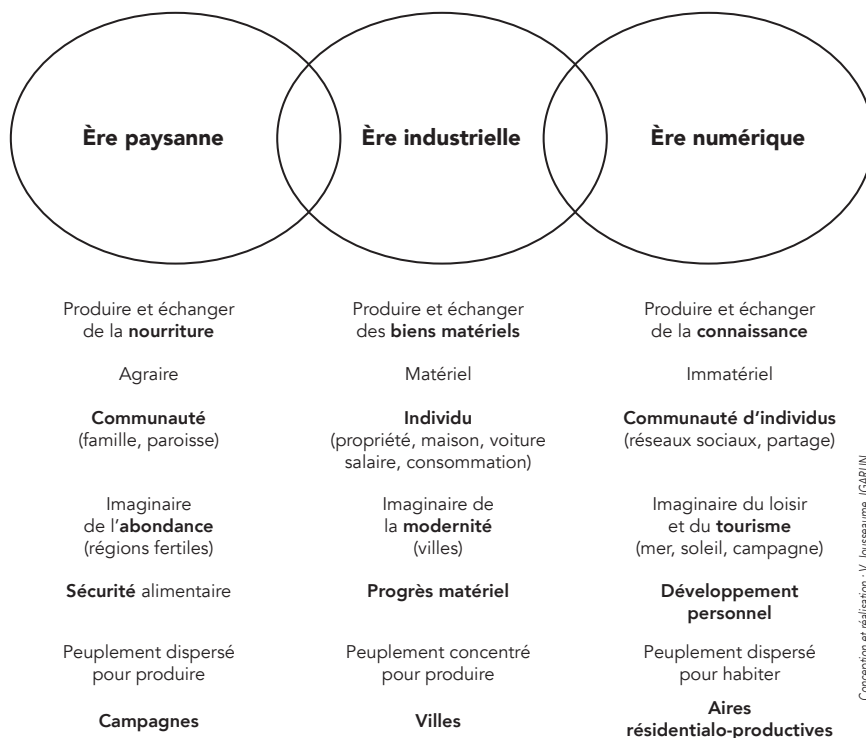 Ère paysanne
Ère industrielle
Ère numérique
Produire et échanger
de la nourriture
Produire et échanger
des biens matériels
Produire et échanger
de la connaissance
Agraire
Matériel
Immatériel
Communauté
(famille, paroisse)
Individu
(propriété, maison, voiture
salaire, consommation)
Communauté d'individus
(réseaux sociaux, partage)
Imaginaire
de l'abondance
(régions fertiles)
Imaginaire de
la modernité
(villes)
Imaginaire du loisir
et du tourisme
(mer, soleil, campagne)
Sécurité alimentaire
Progrès matériel
Développement
personnel
Peuplement dispersé
pour produire
Peuplement concentré
pour produire
Peuplement dispersé
pour habiter
Campagnes
Villes
Aires
résidentialo-productives
Conception et réalisation : V. Jousseaume, IGARUN